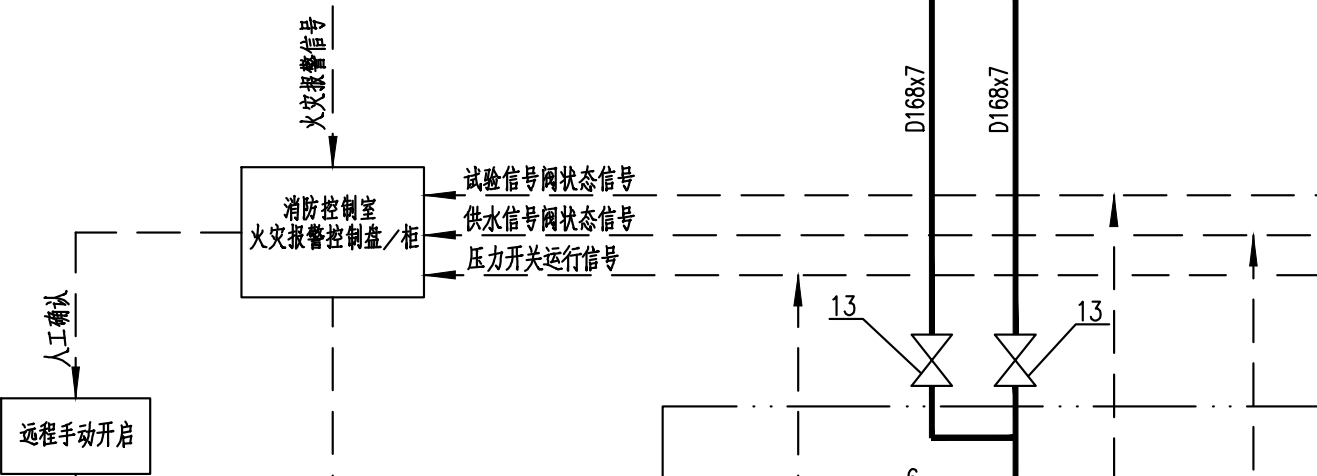 火灾报警信号
D168x7
D168x7
试验信号阀状态信号
消防控制室
供水信号阀状态信号
火灾报警控制盘/柜
压力开关运行信号
13
13
人工确认
远程手动开启